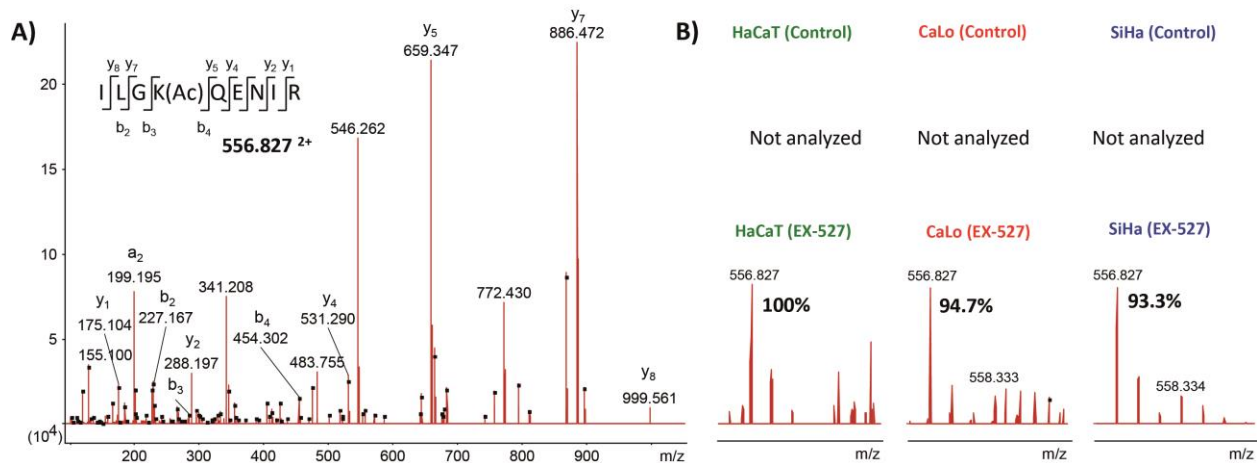 A)
y8 y7 y5 y4 y2 y1
I L G K(Ac) Q E N I R
b2 b3 b4
556.827 2+
20
15
10
5
(10⁴)
y1
175.104
155.100
a2
199.195
b2
227.167
b3
y2
288.197
341.208
b4
454.302
483.755
y4
531.290
546.262
y5
659.347
772.430
y7
886.472
y8
999.561
200 300 400 500 600 700 800 900 m/z
B)
HaCaT (Control) CaLo (Control) SiHa (Control)
Not analyzed Not analyzed Not analyzed
HaCaT (EX-527) CaLo (EX-527) SiHa (EX-527)
556.827 556.827 556.827
100% 94.7% 93.3%
558.333 558.334
m/z m/z m/z